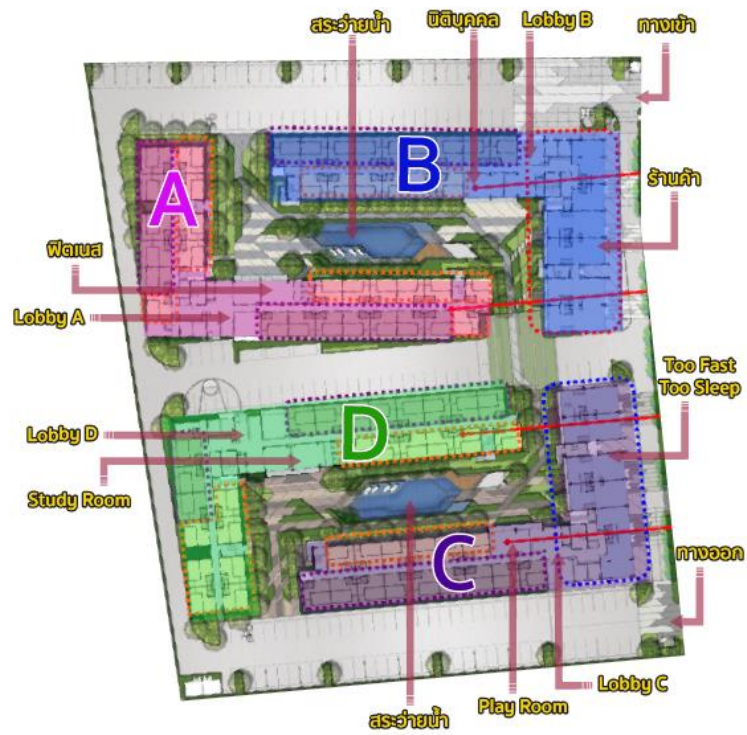 สระว่ายน้ำ
นิติบุคคล
Lobby B
ทางเข้า
B
A
ร้านค้า
ฟิตเนส
Lobby A
Too Fast
Too Sleep
D
Lobby D
Study Room
C
ทางออก
Lobby C
Play Room
สระว่ายน้ำ